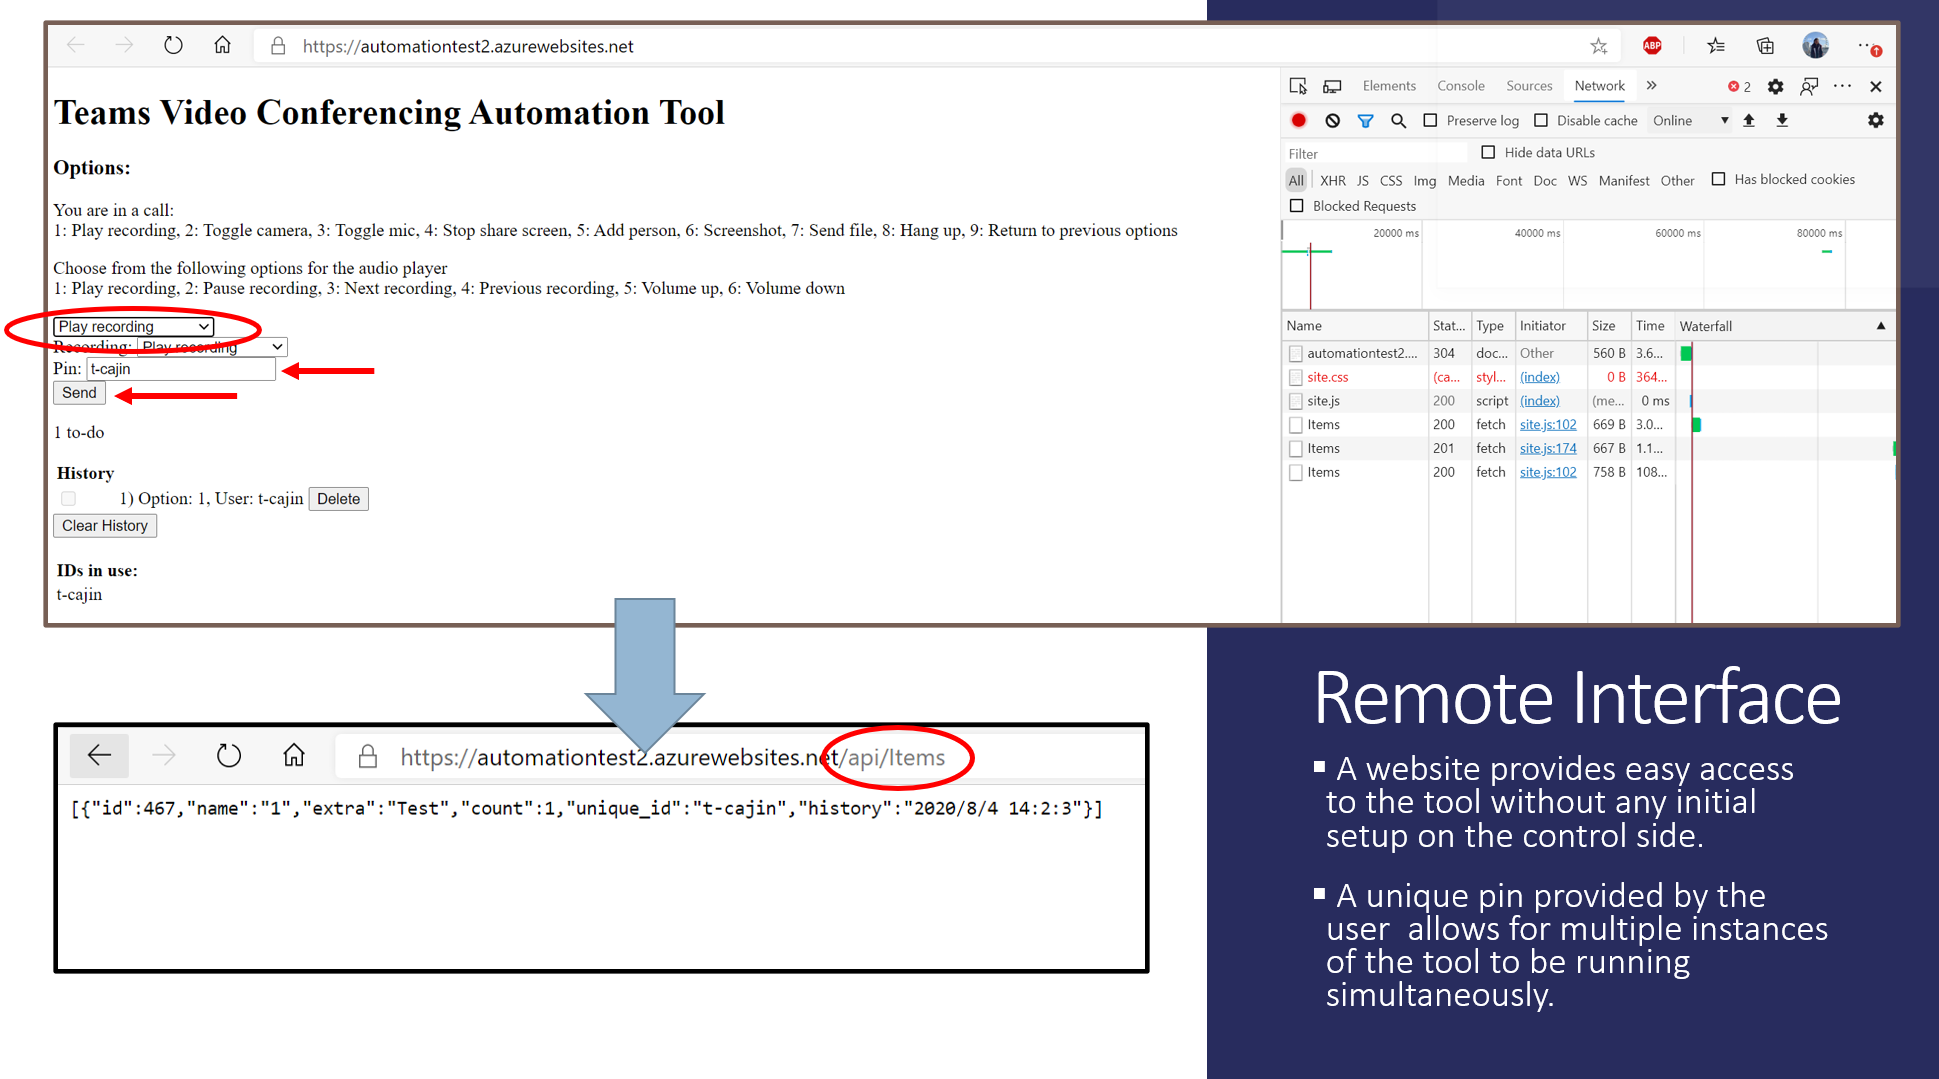 https://automationtest2.azurewebsites.net
ABP
Teams Video Conferencing Automation Tool
Options:
You are in a call:
1: Play recording, 2: Toggle camera, 3: Toggle mic, 4: Stop share screen, 5: Add person, 6: Screenshot, 7: Send file, 8: Hang up, 9: Return to previous options
Choose from the following options for the audio player
1: Play recording, 2: Pause recording, 3: Next recording, 4: Previous recording, 5: Volume up, 6: Volume down
Play recording
Recording: Play recording
Pin: t-cajin
Send
1 to-do
History
1) Option: 1, User: t-cajin Delete
Clear History
IDs in use:
t-cajin
Elements Console Sources Network » 2
Preserve log Disable cache Online
Filter Hide data URLs
All XHR JS CSS Img Media Font Doc WS Manifest Other Has blocked cookies
Blocked Requests
20000 ms 40000 ms 60000 ms 80000 ms
Name Stat... Type Initiator Size Time Waterfall
automationtest2.... 304 doc... Other 560 B 3.6...
site.css (ca... styl... (index) 0 B 364...
site.js 200 script (index) (me... 0 ms
Items 200 fetch site.js:102 669 B 3.0...
Items 201 fetch site.js:174 667 B 1.1...
Items 200 fetch site.js:102 758 B 108...
https://automationtest2.azurewebsites.net/api/Items
[{"id":467,"name":"1","extra":"Test","count":1,"unique_id":"t-cajin","history":"2020/8/4 14:2:3"}]
Remote Interface
▪ A website provides easy access
to the tool without any initial
setup on the control side.
▪ A unique pin provided by the
user  allows for multiple instances
of the tool to be running
simultaneously.